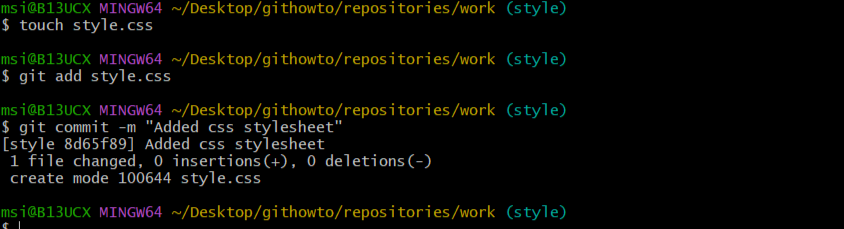 msi@B13UCX MINGW64 ~/Desktop/githowto/repositories/work (style)
$ touch style.css
msi@B13UCX MINGW64 ~/Desktop/githowto/repositories/work (style)
$ git add style.css
msi@B13UCX MINGW64 ~/Desktop/githowto/repositories/work (style)
$ git commit -m "Added css stylesheet"
[style 8d65f89] Added css stylesheet
 1 file changed, 0 insertions(+), 0 deletions(-)
 create mode 100644 style.css
msi@B13UCX MINGW64 ~/Desktop/githowto/repositories/work (style)
$